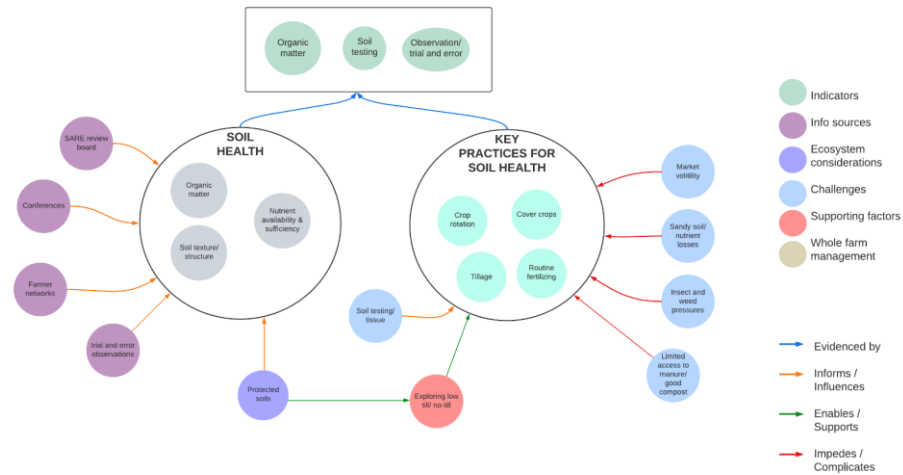 Organic
matter
Soil
testing
Observation/
trial and error
SOIL
HEALTH
Organic
matter
Nutrient
availability &
sufficiency
Soil texture/
structure
KEY
PRACTICES FOR
SOIL HEALTH
Crop
rotation
Cover crops
Tillage
Routine
fertilizing
SARE review
board
Conferences
Farmer
networks
Trial and error
observations
Protected
soils
Soil testing/
tissue
Exploring low
till/ no-till
Market
volitility
Sandy soil/
nutrient
losses
Insect and
weed
pressures
Limited
access to
manure/
good
compost
Indicators
Info sources
Ecosystem
considerations
Challenges
Supporting factors
Whole farm
management
Evidenced by
Informs /
Influences
Enables /
Supports
Impedes /
Complicates